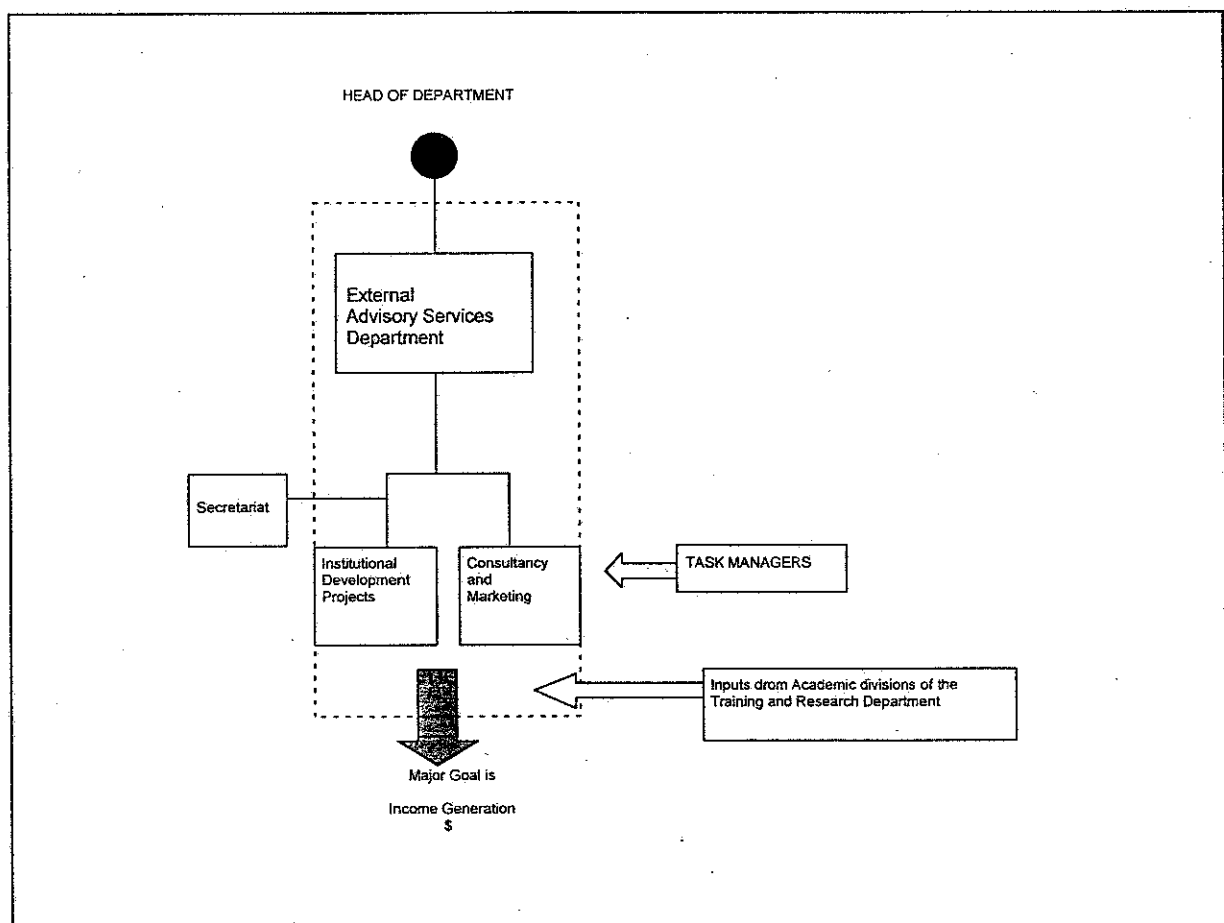 HEAD OF DEPARTMENT
External
Advisory Services
Department
Secretariat
Institutional
Development
Projects
Consultancy
and
Marketing
TASK MANAGERS
Inputs drom Academic divisions of the
Training and Research Department
Major Goal is
Income Generation
$